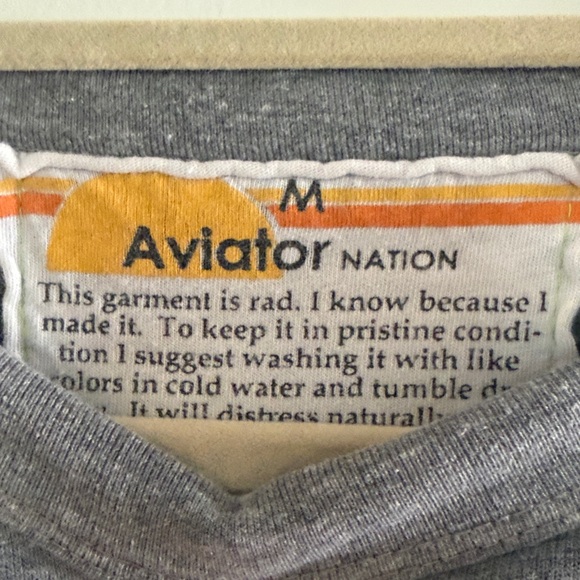 M
Aviator NATION
This garment is rad. I know because I
made it. To keep it in pristine condi-
tion I suggest washing it with like
colors in cold water and tumble
It will distress naturally